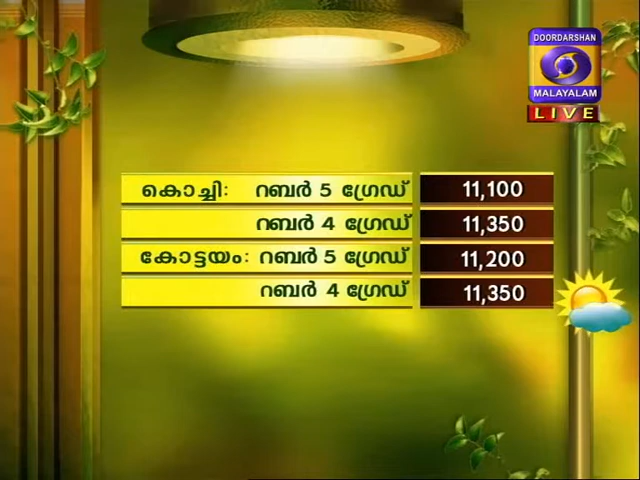 DOORDARSHAN
MALAYALAM
LIVE
കൊച്ചി: റബർ 5 ഗ്രേഡ് 11,100
റബർ 4 ഗ്രേഡ് 11,350
കോട്ടയം: റബർ 5 ഗ്രേഡ് 11,200
റബർ 4 ഗ്രേഡ് 11,350